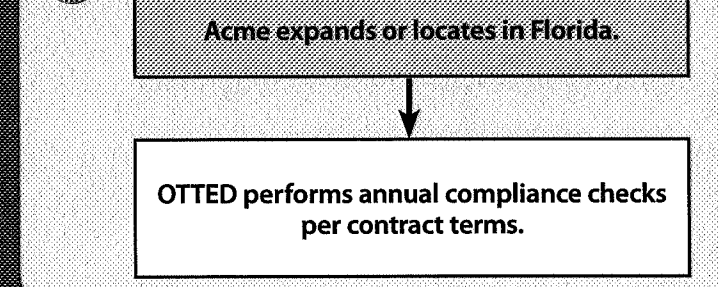 Acme expands or locates in Florida.
OTTED performs annual compliance checks
per contract terms.